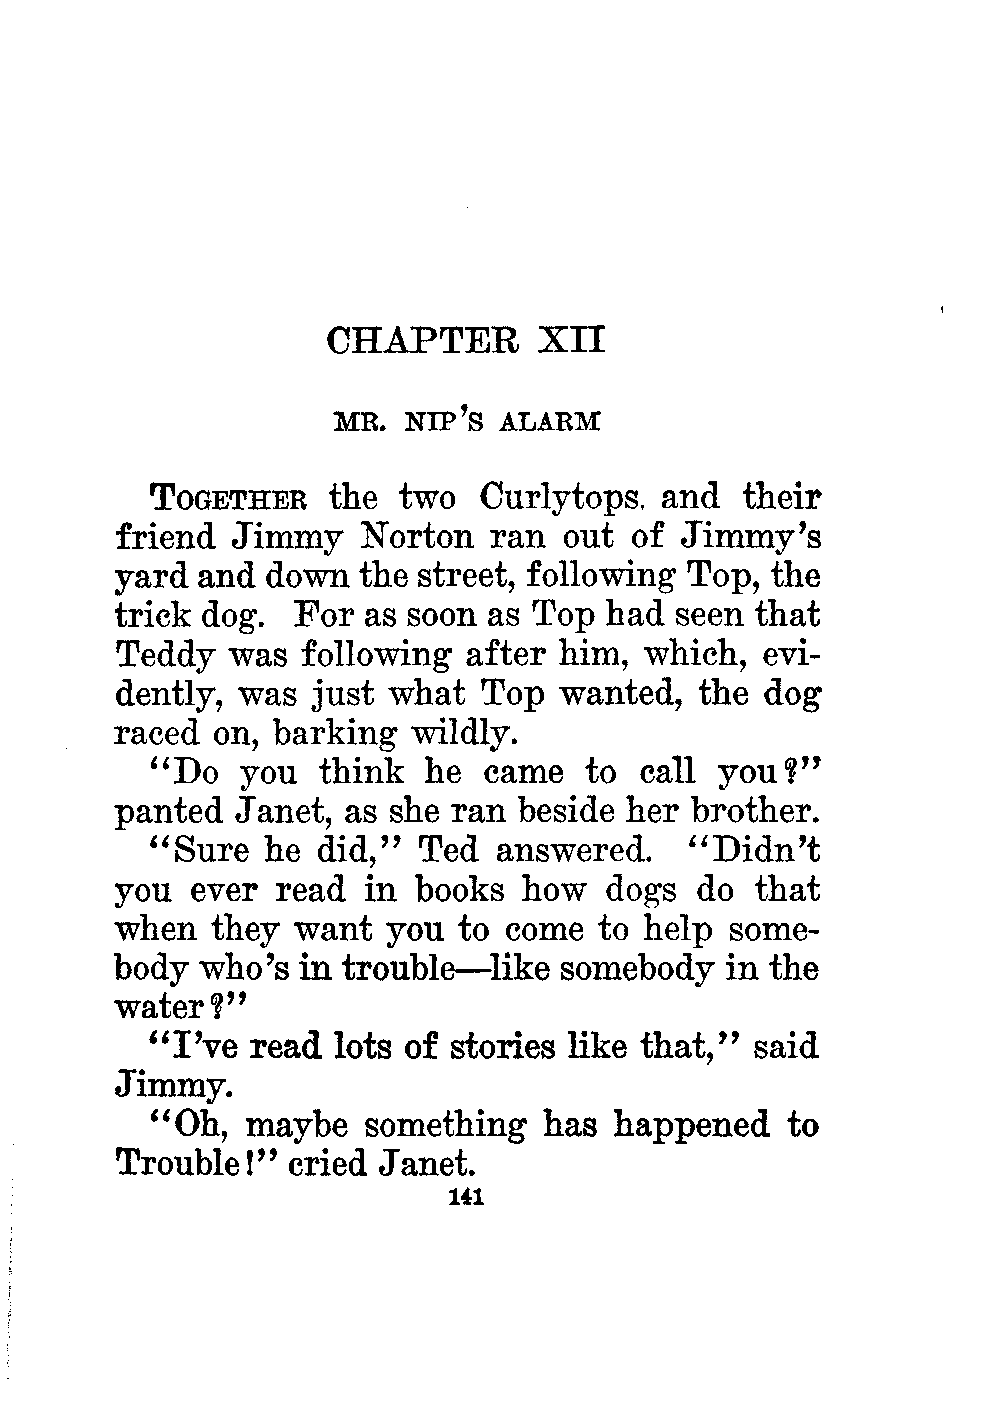 CHAPTER XII
MR. NIP'S ALARM
TOGETHER the two Curlytops. and their
friend Jimmy Norton ran out of Jimmy's
yard and down the street, following Top, the
trick dog. For as soon as Top had seen that
Teddy was following after him, which, evi-
dently, was just what Top wanted, the dog
raced on, barking wildly.
“Do you think he came to call you?”
panted Janet, as she ran beside her brother.
“Sure he did,” Ted answered. “Didn't
you ever read in books how dogs do that
when they want you to come to help some-
body who's in trouble—like somebody in the
water?”
“I've read lots of stories like that,” said
Jimmy.
“Oh, maybe something has happened to
Trouble!” cried Janet.
141